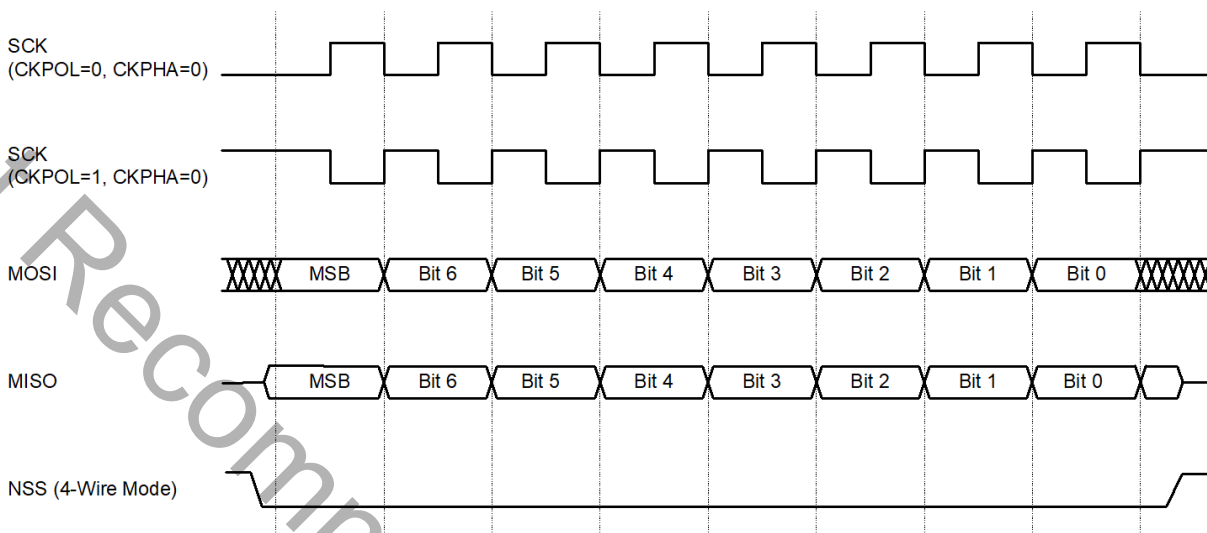 SCK
(CKPOL=0, CKPHA=0)
SCK
(CKPOL=1, CKPHA=0)
MOSI
MSB Bit 6 Bit 5 Bit 4 Bit 3 Bit 2 Bit 1 Bit 0
MISO
MSB Bit 6 Bit 5 Bit 4 Bit 3 Bit 2 Bit 1 Bit 0
NSS (4-Wire Mode)